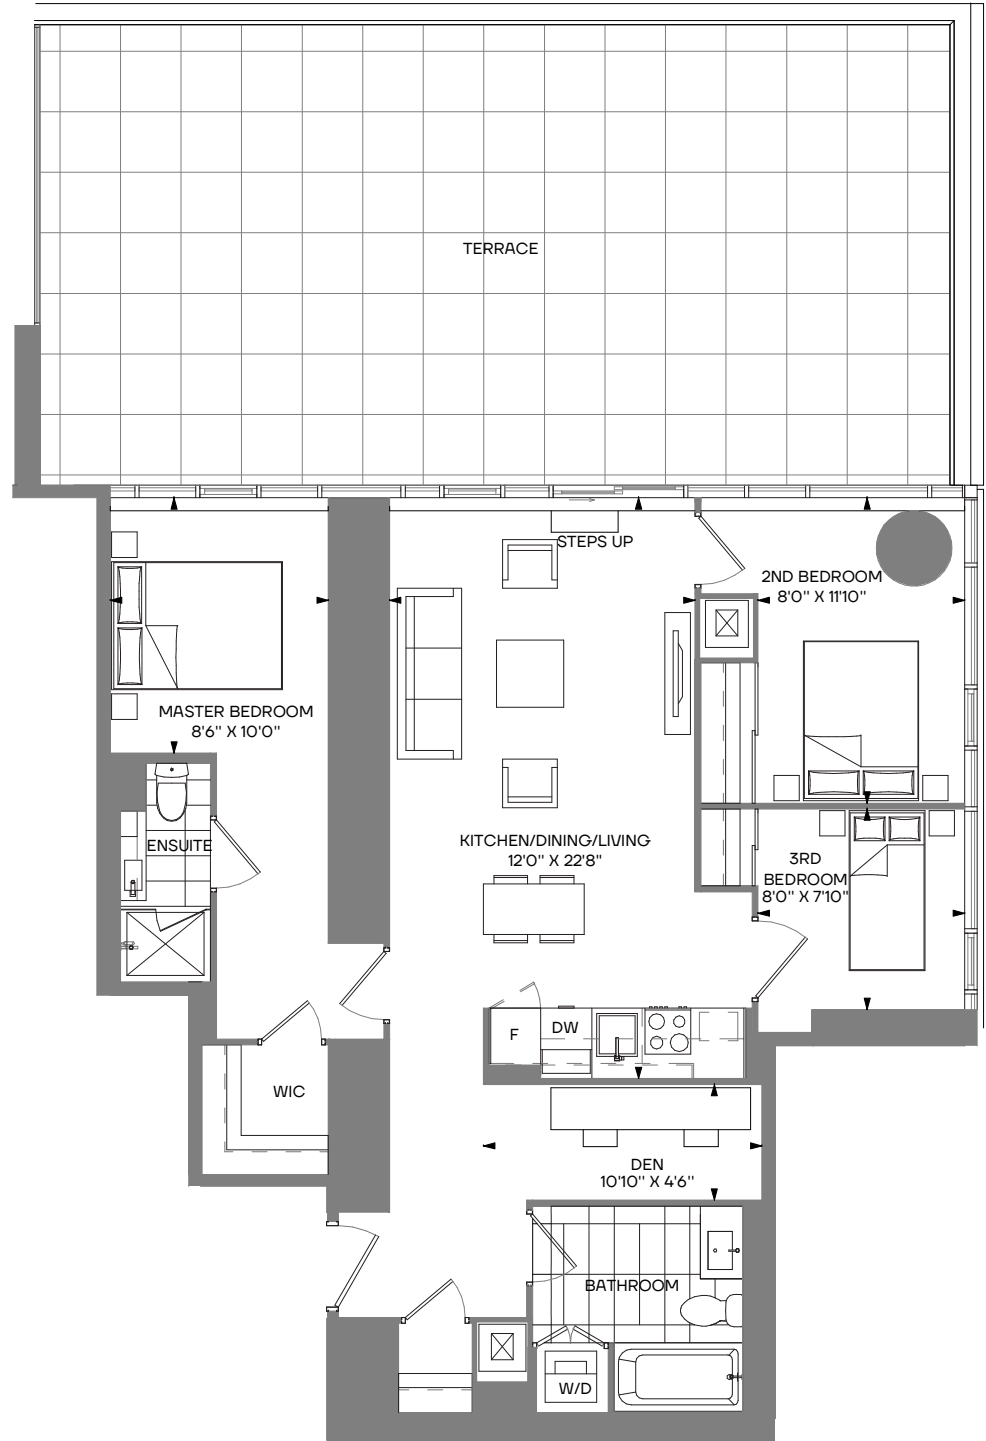 TERRACE
STEPS UP
2ND BEDROOM
8'0" X 11'10"
MASTER BEDROOM
8'6" X 10'0"
ENSUITE
KITCHEN/DINING/LIVING
12'0" X 22'8"
3RD
BEDROOM
8'0" X 7'10"
F
DW
WIC
DEN
10'10" X 4'6"
BATHROOM
W/D